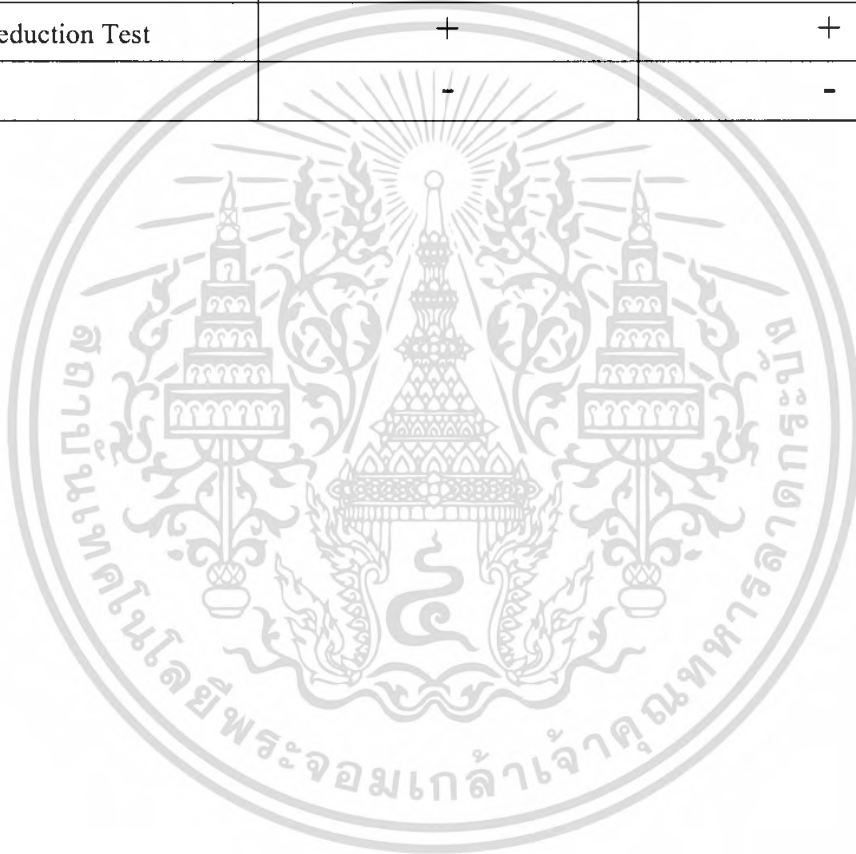 eduction Test + +
- -
สถาบันเทคโนโลยีพระจอมเกล้าเจ้าคุณทหารลาดกระบัง
๔